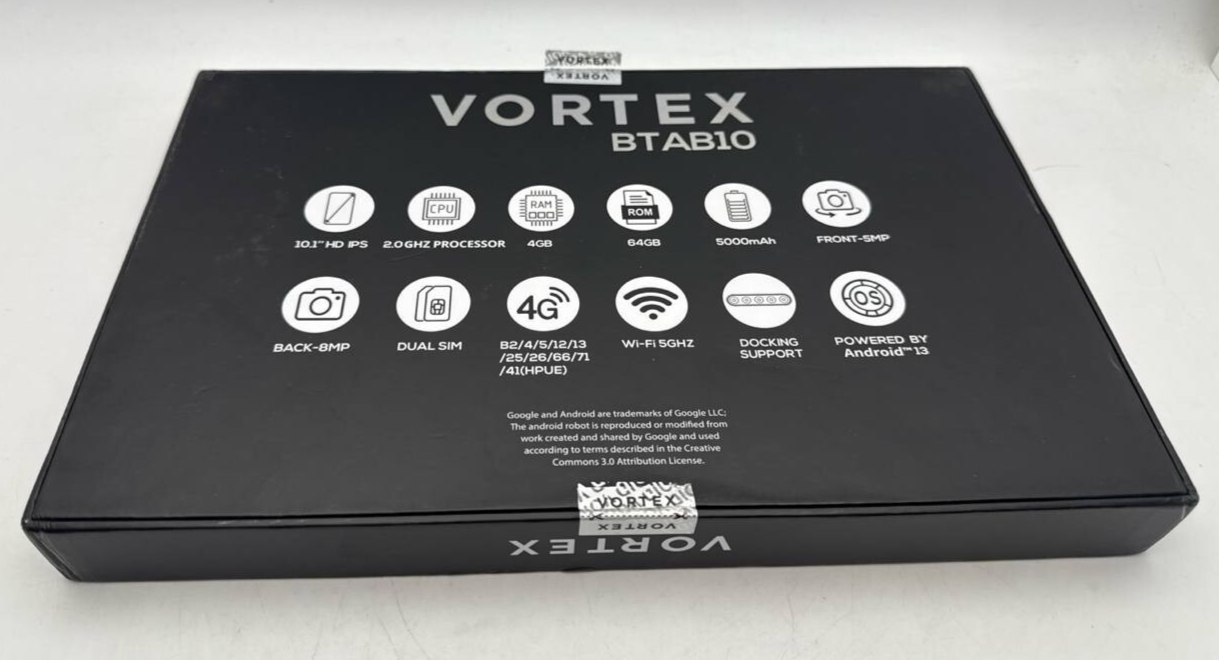 VORTEX
VORTEX
VORTEX
BTAB10
CPU
RAM
ROM
10.1" HD IPS
2.0GHZ PROCESSOR
4GB
64GB
5000mAh
FRONT-5MP
4G
OS
BACK-8MP
DUAL SIM
B2/4/5/12/13
/25/26/66/71
/41(HPUE)
Wi-Fi 5GHZ
DOCKING
SUPPORT
POWERED BY
Android™ 13
Google and Android are trademarks of Google LLC;
The android robot is reproduced or modified from
work created and shared by Google and used
according to terms described in the Creative
Commons 3.0 Attribution License.
VORTEX
VORTEX
VORTEX